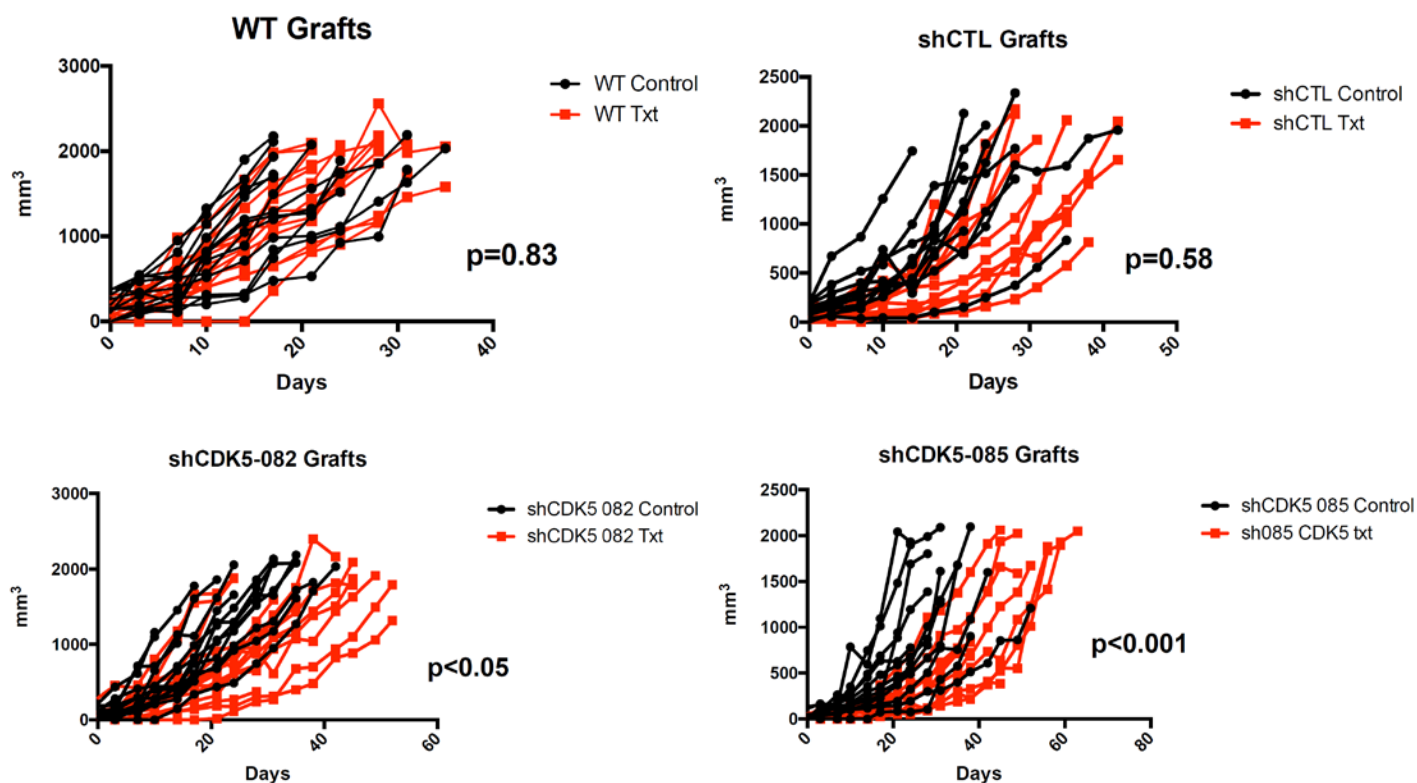 WT Grafts
3000
2000
1000
0
mm³
0
10
20
30
40
Days
WT Control
WT Txt
p=0.83
shCTL Grafts
2500
2000
1500
1000
500
0
mm³
0
10
20
30
40
50
Days
shCTL Control
shCTL Txt
p=0.58
shCDK5-082 Grafts
3000
2000
1000
0
mm³
0
20
40
60
Days
shCDK5 082 Control
shCDK5 082 Txt
p<0.05
shCDK5-085 Grafts
2500
2000
1500
1000
500
0
mm³
0
20
40
60
80
Days
shCDK5 085 Control
sh085 CDK5 txt
p<0.001